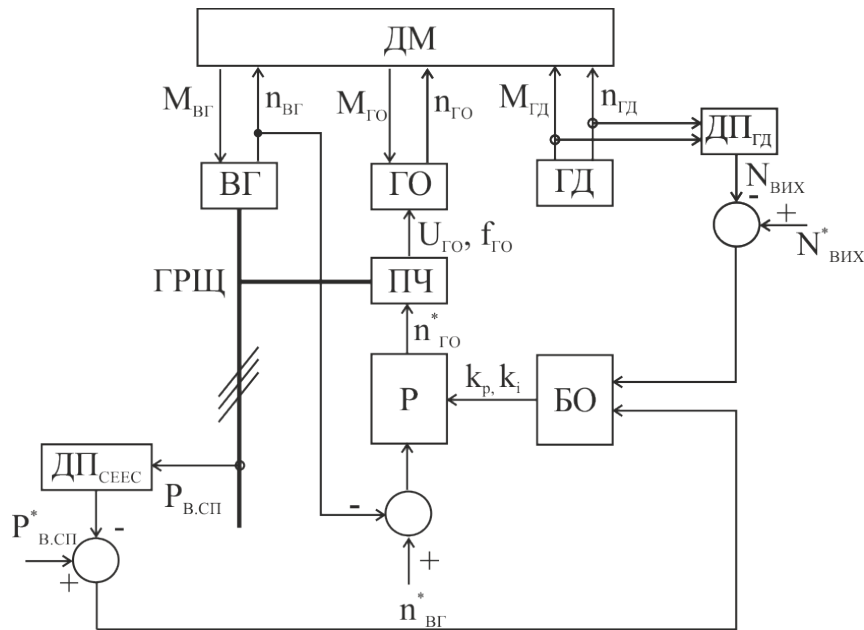 ДМ
M_ВГ n_ВГ M_ГО n_ГО M_ГД n_ГД
ДП_ГД
ВГ ГО ГД
N_ВИХ
- +
N*_ВИХ
U_ГО, f_ГО
ГРЩ ПЧ
n*_ГО
Р k_p, k_i БО
ДП_СЕЕС
P_В.СП
- -
P*_В.СП
+ +
n*_ВГ